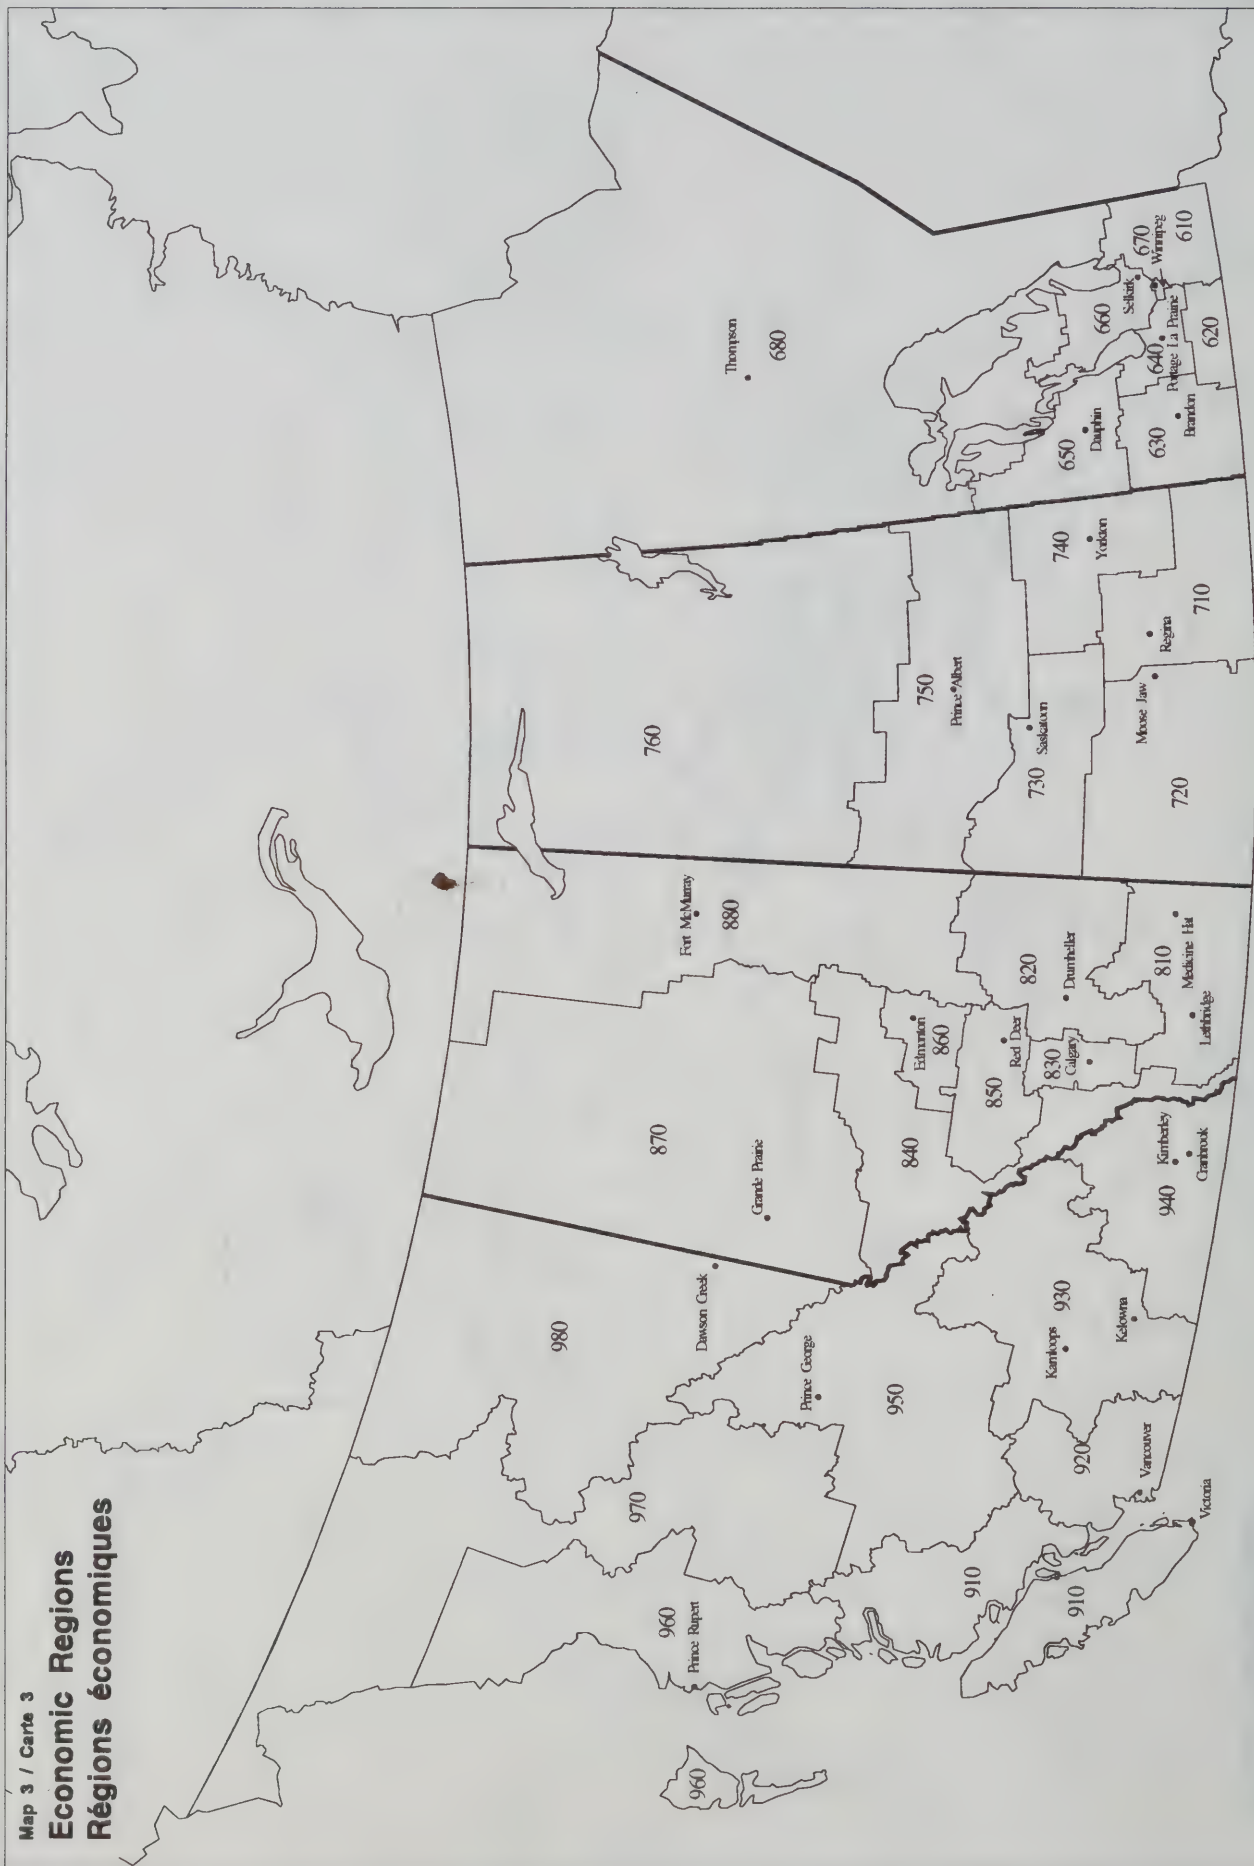 Map 3 / Carte 3
Economic Regions
Régions économiques
960
960
Prince Rupert
970
980
Dawson Creek
Prince George
950
910
910
920
Vancouver
Victoria
930
Kamloops
Kelowna
940
Kimberley
Cranbrook
870
Grande Prairie
880
Fort McMurray
840
860
Edmonton
850
Red Deer
830
Calgary
820
Drumheller
810
Medicine Hat
Lethbridge
760
750
Prince Albert
730
Saskatoon
740
Yorkton
720
Moose Jaw
710
Regina
680
Thompson
650
Dauphin
630
Brandon
660
Selkirk
640
Portage La Prairie
670
Winnipeg
620
610